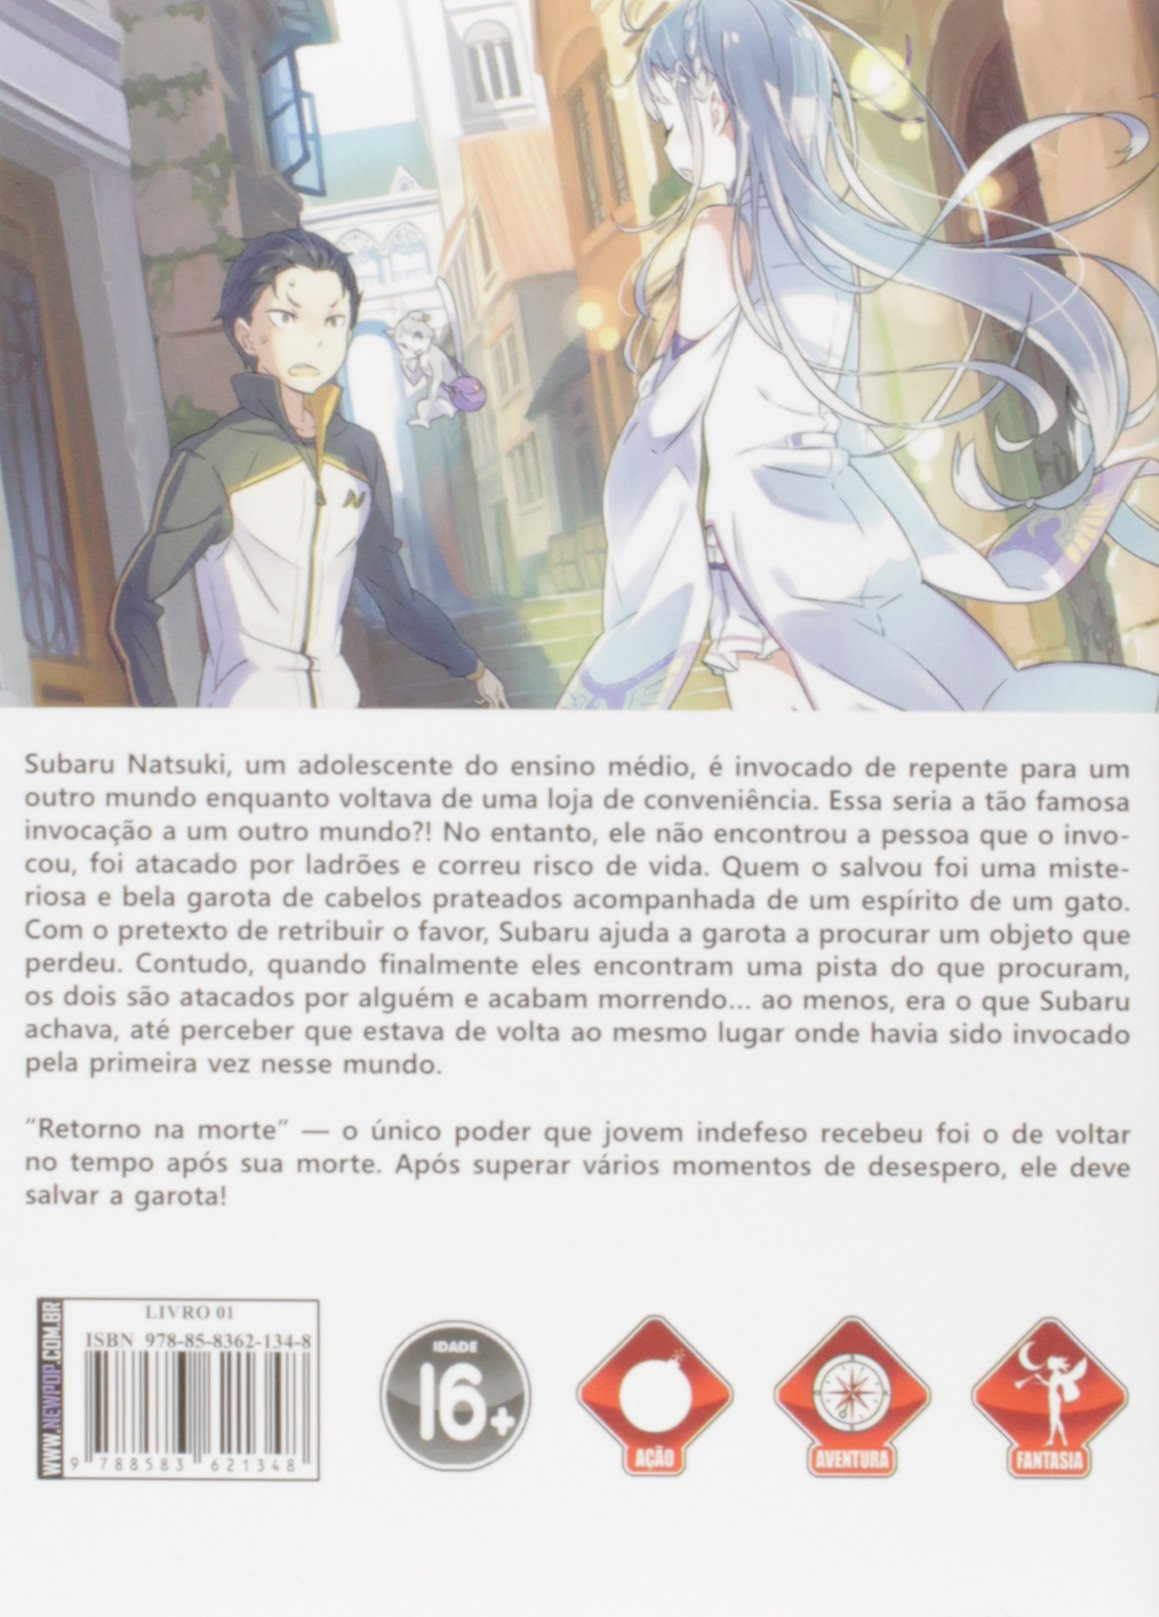 Subaru Natsuki, um adolescente do ensino médio, é invocado de repente para um
outro mundo enquanto voltava de uma loja de conveniência. Essa seria a tão famosa
invocação a um outro mundo?! No entanto, ele não encontrou a pessoa que o invo-
cou, foi atacado por ladrões e correu risco de vida. Quem o salvou foi uma miste-
riosa e bela garota de cabelos prateados acompanhada de um espírito de um gato.
Com o pretexto de retribuir o favor, Subaru ajuda a garota a procurar um objeto que
perdeu. Contudo, quando finalmente eles encontram uma pista do que procuram,
os dois são atacados por alguém e acabam morrendo... ao menos, era o que Subaru
achava, até perceber que estava de volta ao mesmo lugar onde havia sido invocado
pela primeira vez nesse mundo.
“Retorno na morte” — o único poder que jovem indefeso recebeu foi o de voltar
no tempo após sua morte. Após superar vários momentos de desespero, ele deve
salvar a garota!
WWW.NEWPOP.COM.BR
LIVRO 01
ISBN 978-85-8362-134-8
9 788583 621348
IDADE
16+
AÇÃO
AVENTURA
FANTASIA
N